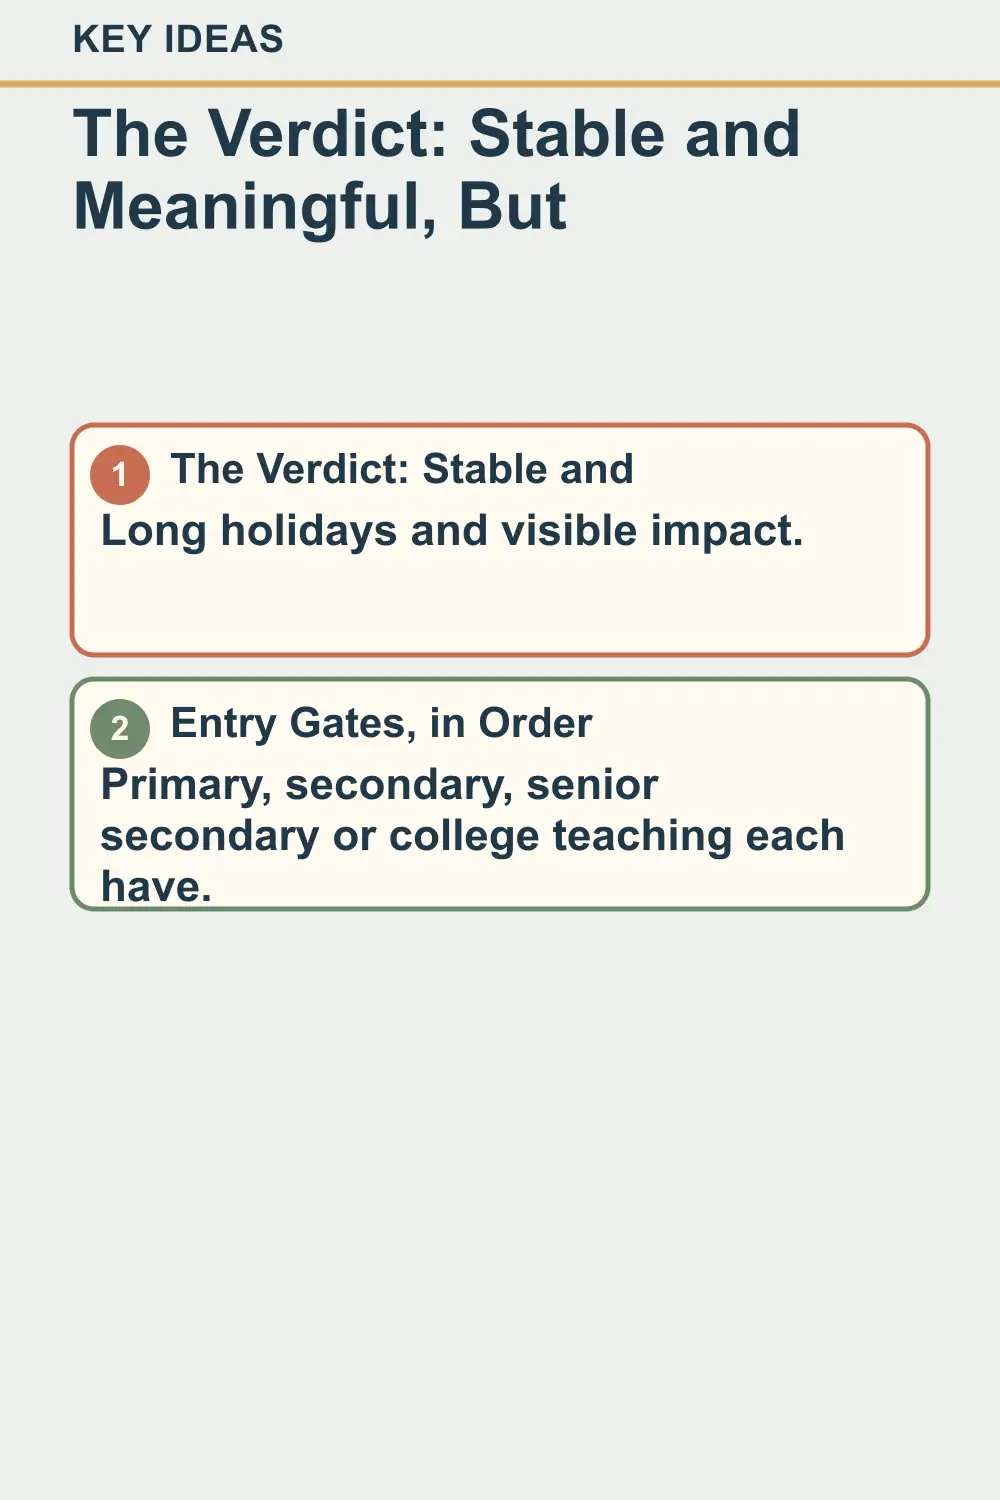 KEY IDEAS
The Verdict: Stable and
Meaningful, But
1 The Verdict: Stable and
Long holidays and visible impact.
2 Entry Gates, in Order
Primary, secondary, senior
secondary or college teaching each
have.